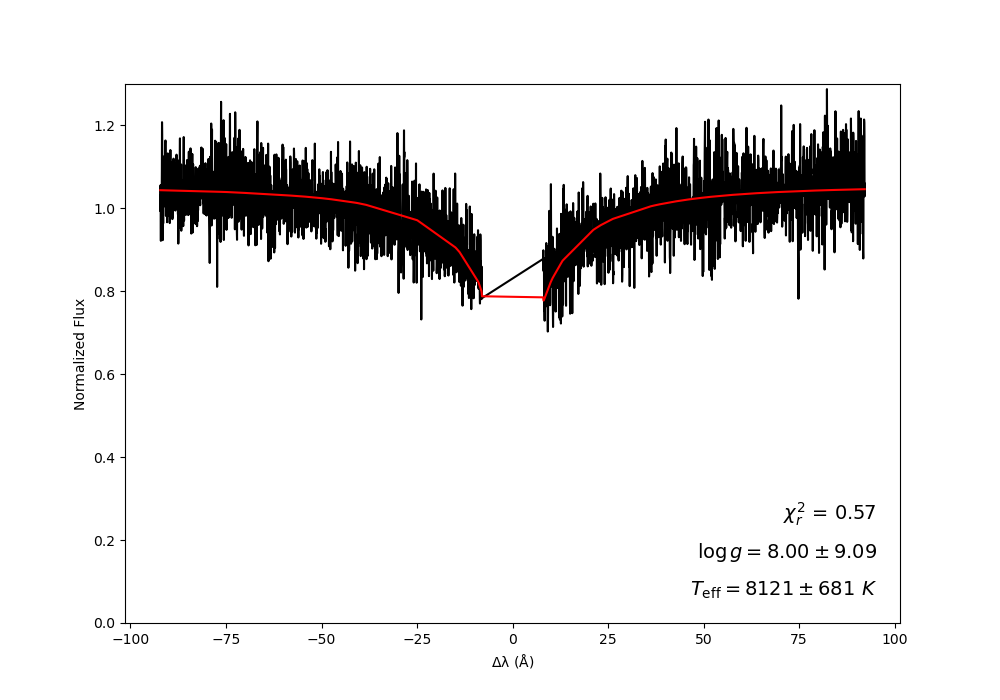 1.2
1.0
0.8
0.6
0.4
0.2
0.0
Normalized Flux
χ²ᵣ = 0.57
log g = 8.00 ± 9.09
T_eff = 8121 ± 681 K
−100 −75 −50 −25 0 25 50 75 100
Δλ (Å)